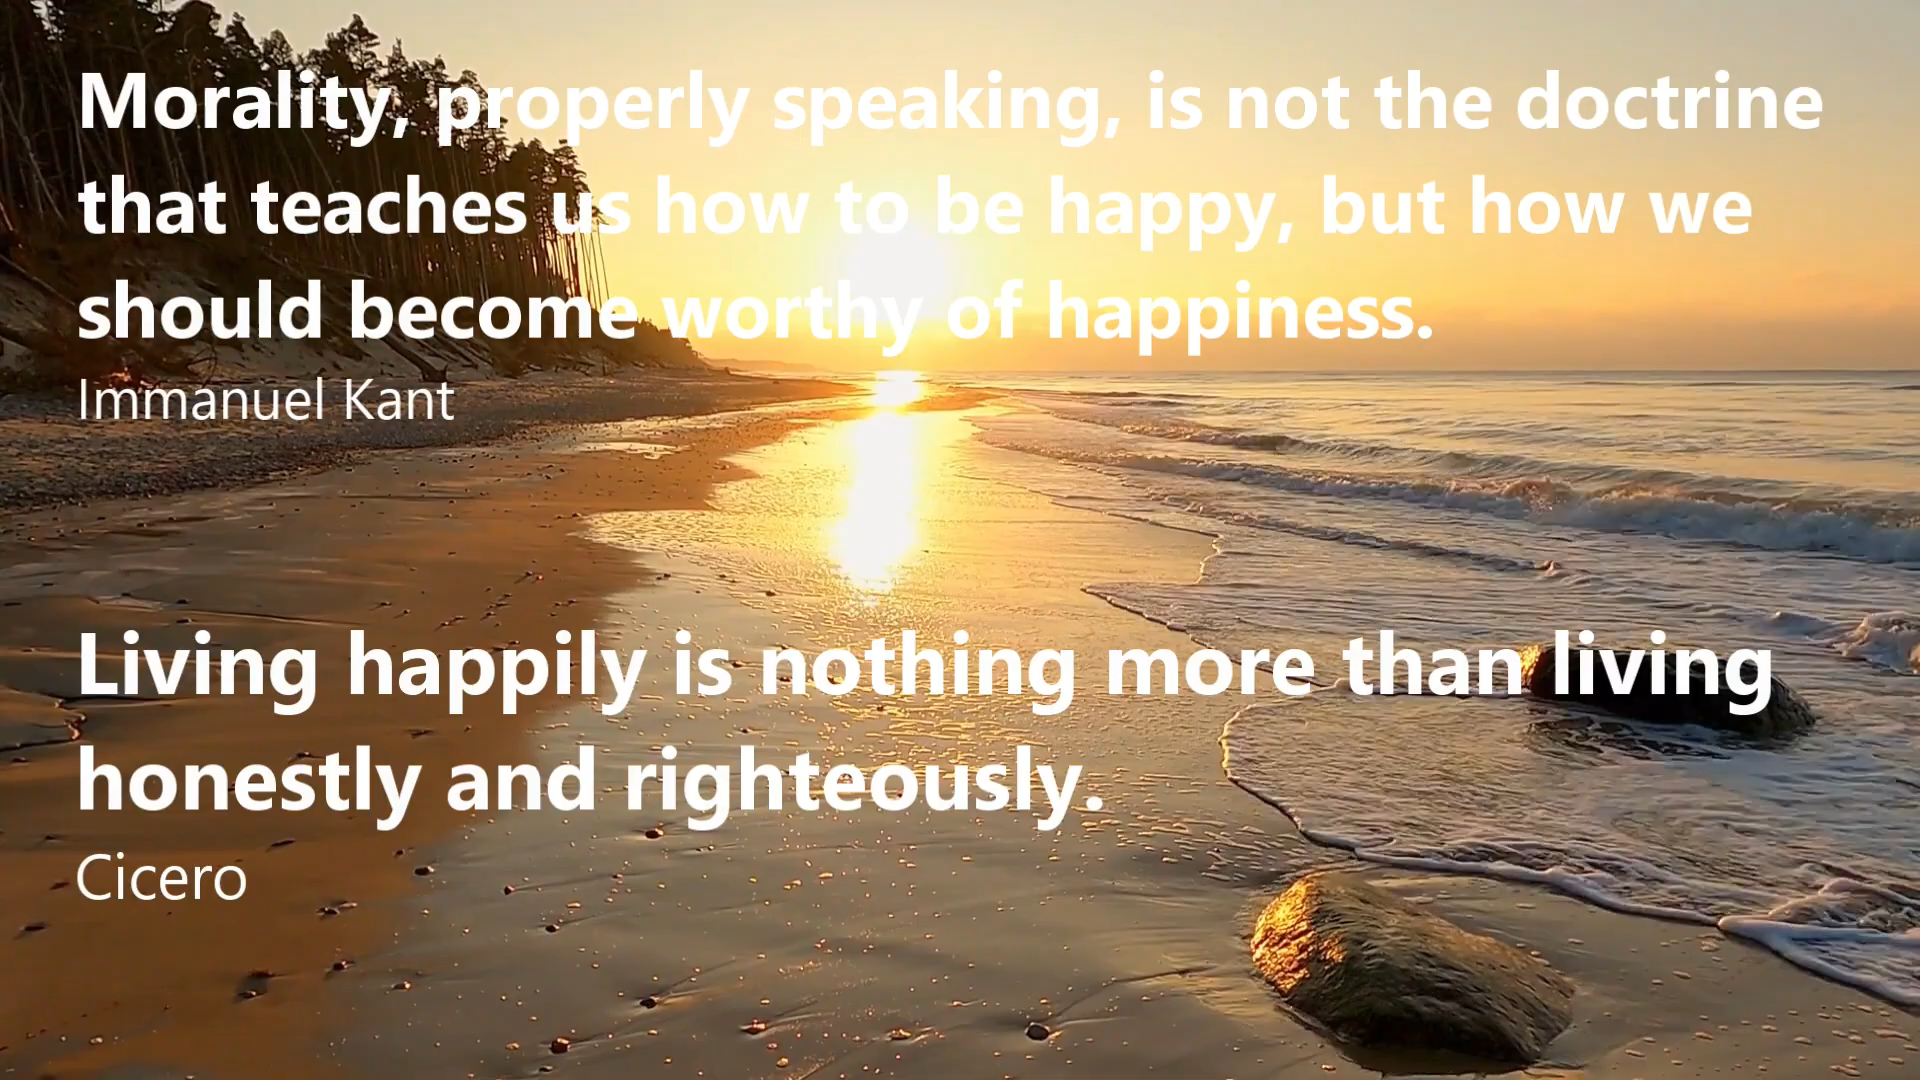 Morality, properly speaking, is not the doctrine
that teaches us how to be happy, but how we
should become worthy of happiness.
Immanuel Kant
Living happily is nothing more than living
honestly and righteously.
Cicero